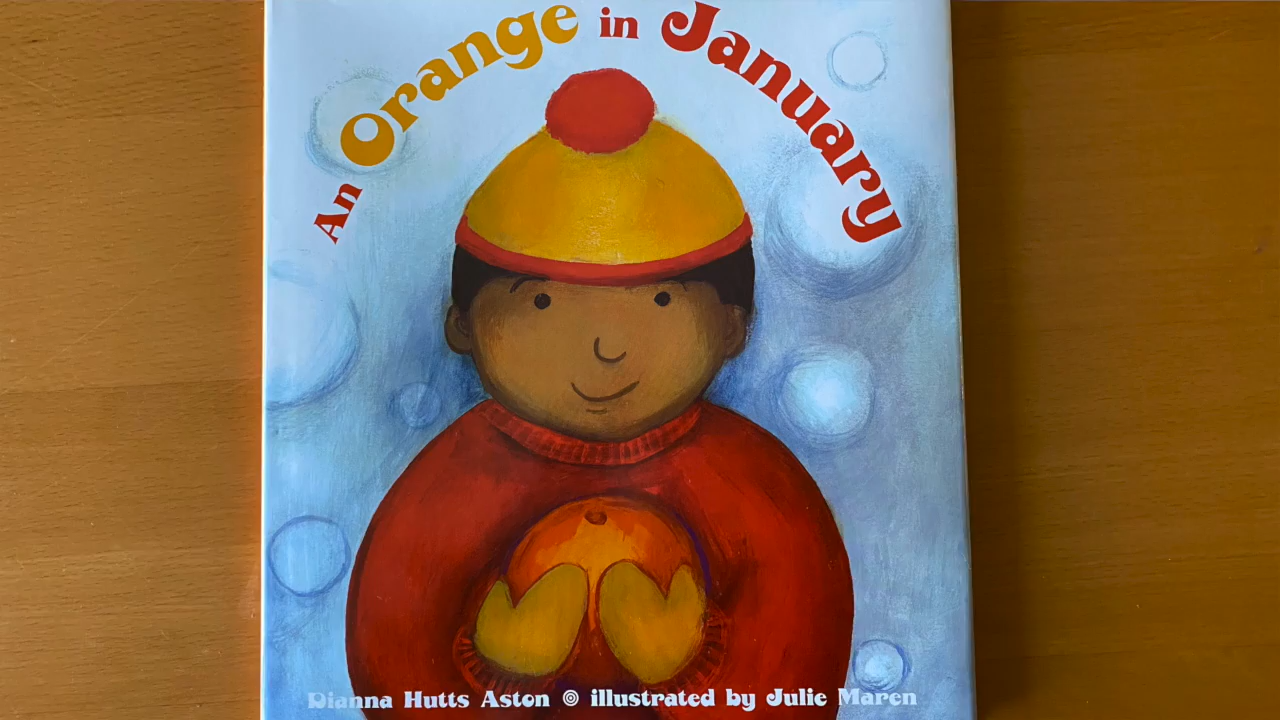 An Orange in January
Dianna Hutts Aston ◎ illustrated by Julie Maren